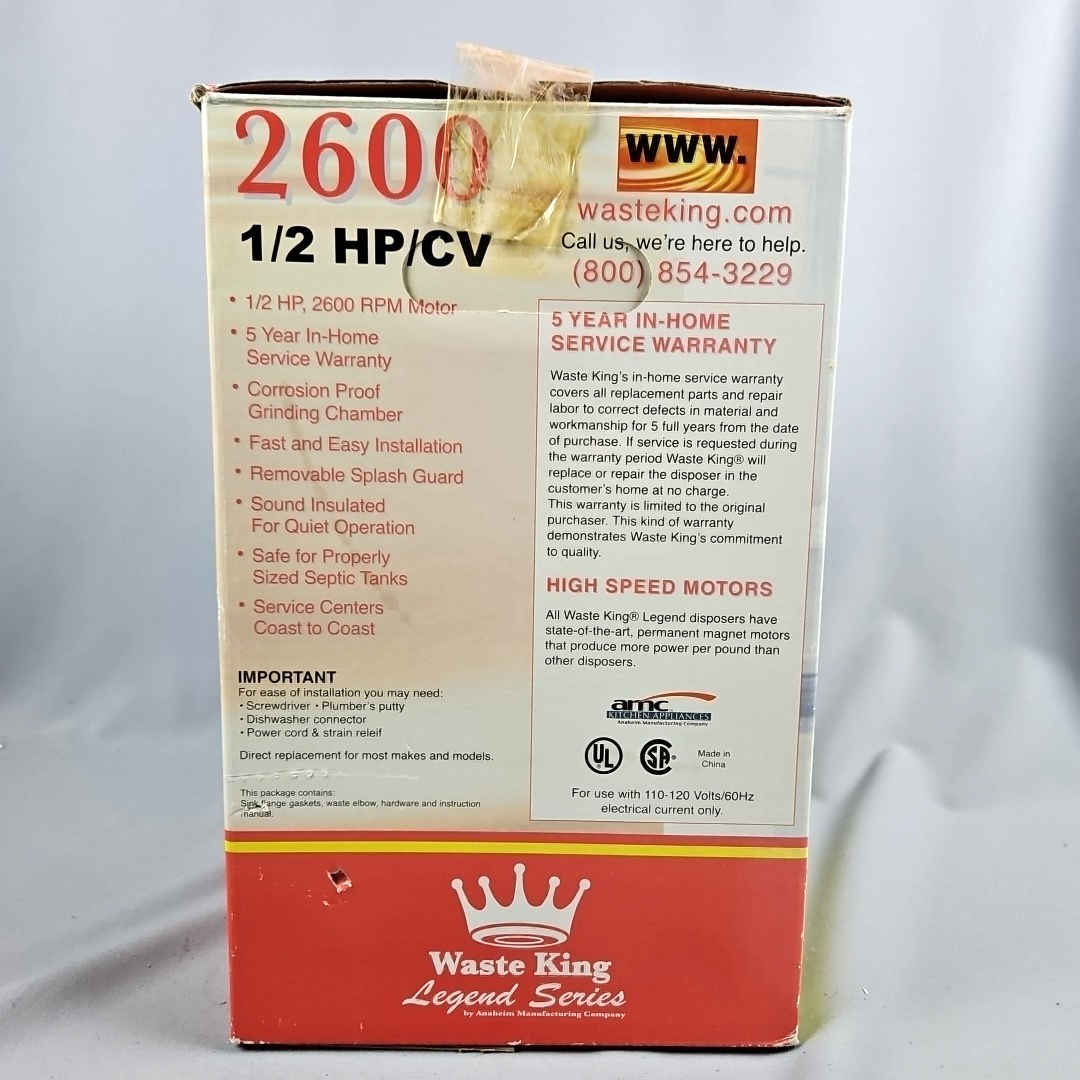 2600
1/2 HP/CV
• 1/2 HP, 2600 RPM Motor
• 5 Year In-Home
Service Warranty
• Corrosion Proof
Grinding Chamber
• Fast and Easy Installation
• Removable Splash Guard
• Sound Insulated
For Quiet Operation
• Safe for Properly
Sized Septic Tanks
• Service Centers
Coast to Coast
IMPORTANT
For ease of installation you may need:
• Screwdriver • Plumber's putty
• Dishwasher connector
• Power cord & strain releif
Direct replacement for most makes and models.
This package contains:
Sink flange gaskets, waste elbow, hardware and instruction
manual.
www.
wasteking.com
Call us, we're here to help.
(800) 854-3229
5 YEAR IN-HOME
SERVICE WARRANTY
Waste King's in-home service warranty
covers all replacement parts and repair
labor to correct defects in material and
workmanship for 5 full years from the date
of purchase. If service is requested during
the warranty period Waste King® will
replace or repair the disposer in the
customer's home at no charge.
This warranty is limited to the original
purchaser. This kind of warranty
demonstrates Waste King's commitment
to quality.
HIGH SPEED MOTORS
All Waste King® Legend disposers have
state-of-the-art, permanent magnet motors
that produce more power per pound than
other disposers.
amc
KITCHEN APPLIANCES
Anaheim Manufacturing Company
UL ® SA ®
Made in
China
For use with 110-120 Volts/60Hz
electrical current only.
Waste King
Legend Series
by Anaheim Manufacturing Company